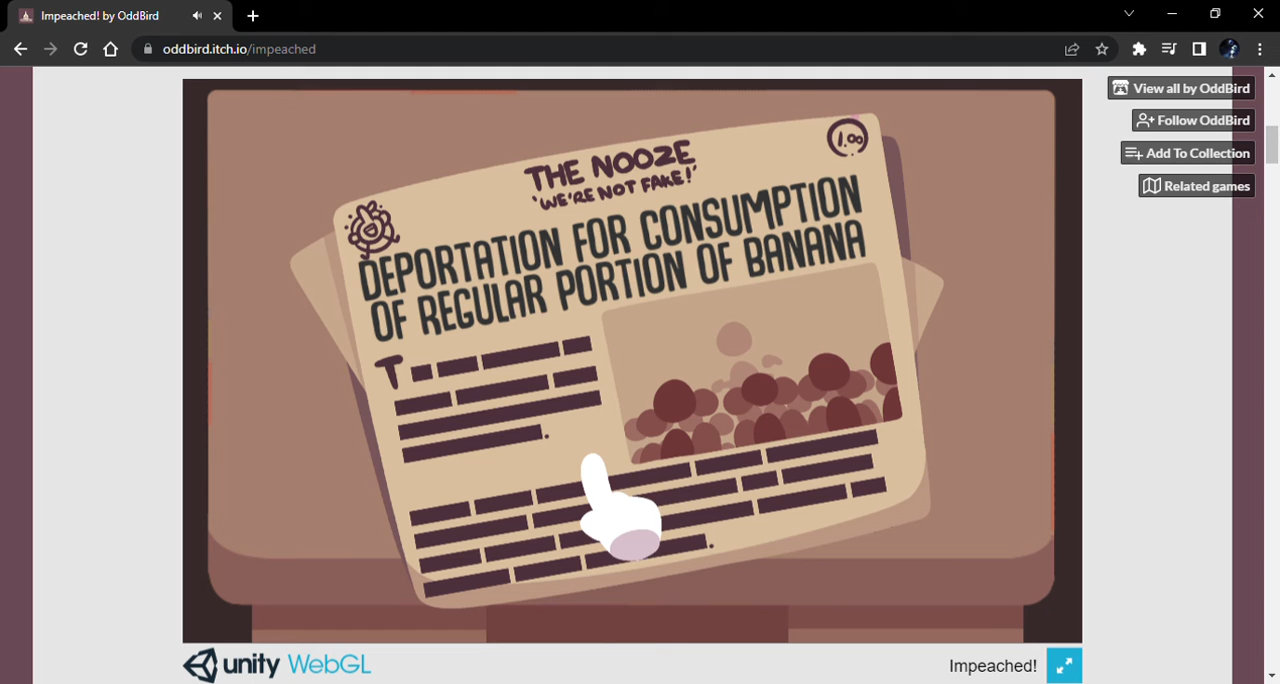 Impeached! by OddBird
oddbird.itch.io/impeached
View all by OddBird
Follow OddBird
Add To Collection
Related games
1.00
THE NOOZE
'WE'RE NOT FAKE!'
DEPORTATION FOR CONSUMPTION
OF REGULAR PORTION OF BANANA
T
unity WebGL
Impeached!